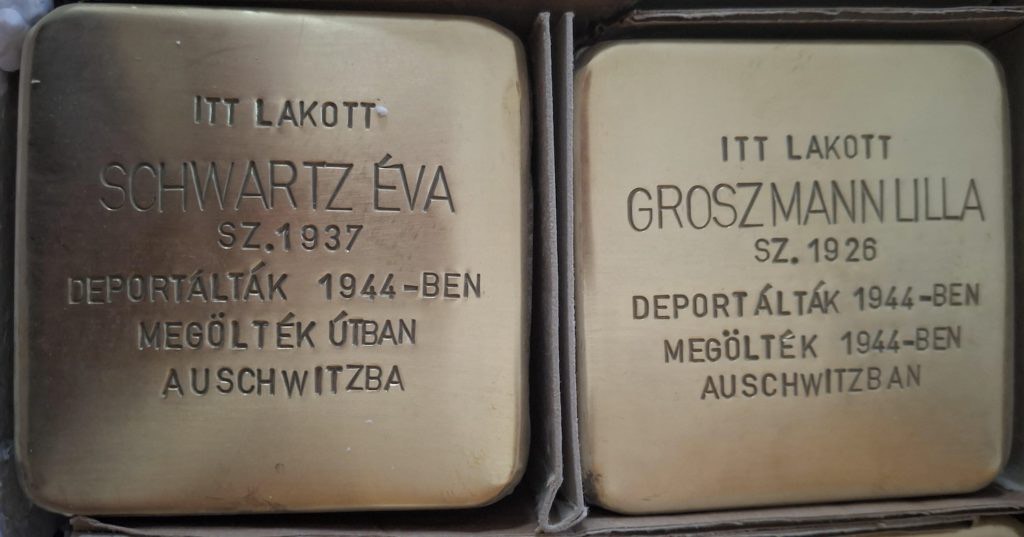 ITT LAKOTT
SCHWARTZ ÉVA
SZ.1937
DEPORTÁLTÁK 1944-BEN
MEGÖLTÉK ÚTBAN
AUSCHWITZBA
ITT LAKOTT
GROSZMANN LILLA
SZ.1926
DEPORTÁLTÁK 1944-BEN
MEGÖLTÉK 1944-BEN
AUSCHWITZBAN